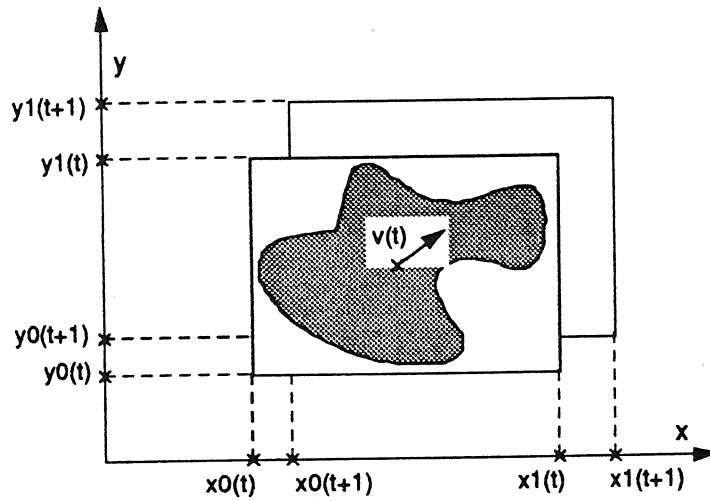 y
y1(t+1)
y1(t)
v(t)
y0(t+1)
y0(t)
x
x0(t)
x0(t+1)
x1(t)
x1(t+1)